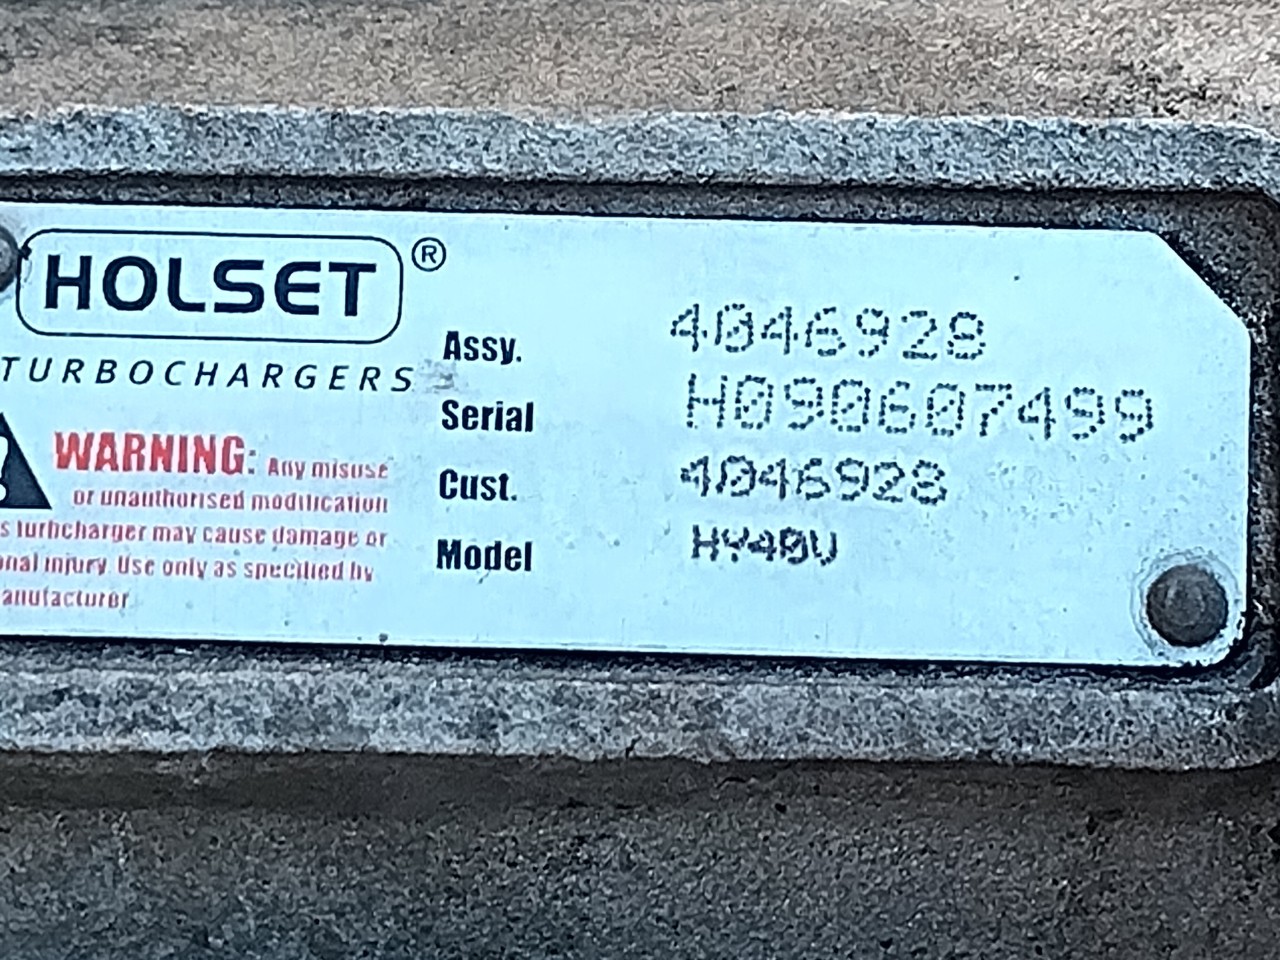 HOLSET®
TURBOCHARGERS
WARNING: Any misuse
or unauthorised modification
s turbcharger may cause damage or
onal injury. Use only as specified by
anufacturer
Assy. 4046928
Serial H090607499
Cust. 4046928
Model HY40V